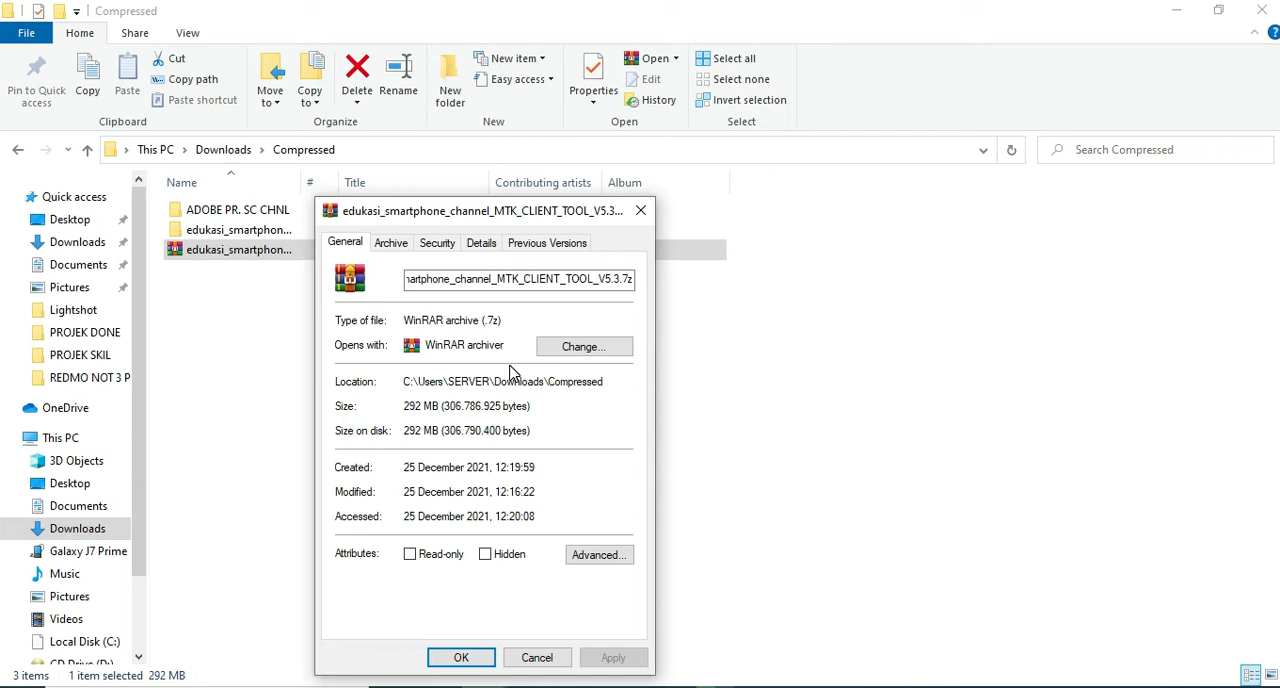 Compressed
File Home Share View
Pin to Quick access
Copy
Paste
Cut
Copy path
Paste shortcut
Clipboard
Move to
Copy to
Delete
Rename
Organize
New folder
New item
Easy access
New
Properties
Open
Edit
History
Open
Select all
Select none
Invert selection
Select
This PC > Downloads > Compressed
Search Compressed
Name # Title Contributing artists Album
ADOBE PR. SC CHNL
edukasi_smartphon...
edukasi_smartphon...
Quick access
Desktop
Downloads
Documents
Pictures
Lightshot
PROJEK DONE
PROJEK SKIL
REDMO NOT 3 P
OneDrive
This PC
3D Objects
Desktop
Documents
Downloads
Galaxy J7 Prime
Music
Pictures
Videos
Local Disk (C:)
edukasi_smartphone_channel_MTK_CLIENT_TOOL_V5.3...
General Archive Security Details Previous Versions
artphone_channel_MTK_CLIENT_TOOL_V5.3.7z
Type of file: WinRAR archive (.7z)
Opens with: WinRAR archiver Change...
Location: C:\Users\SERVER\Downloads\Compressed
Size: 292 MB (306.786.925 bytes)
Size on disk: 292 MB (306.790.400 bytes)
Created: 25 December 2021, 12:19:59
Modified: 25 December 2021, 12:16:22
Accessed: 25 December 2021, 12:20:08
Attributes: Read-only Hidden Advanced...
OK Cancel Apply
3 items 1 item selected 292 MB